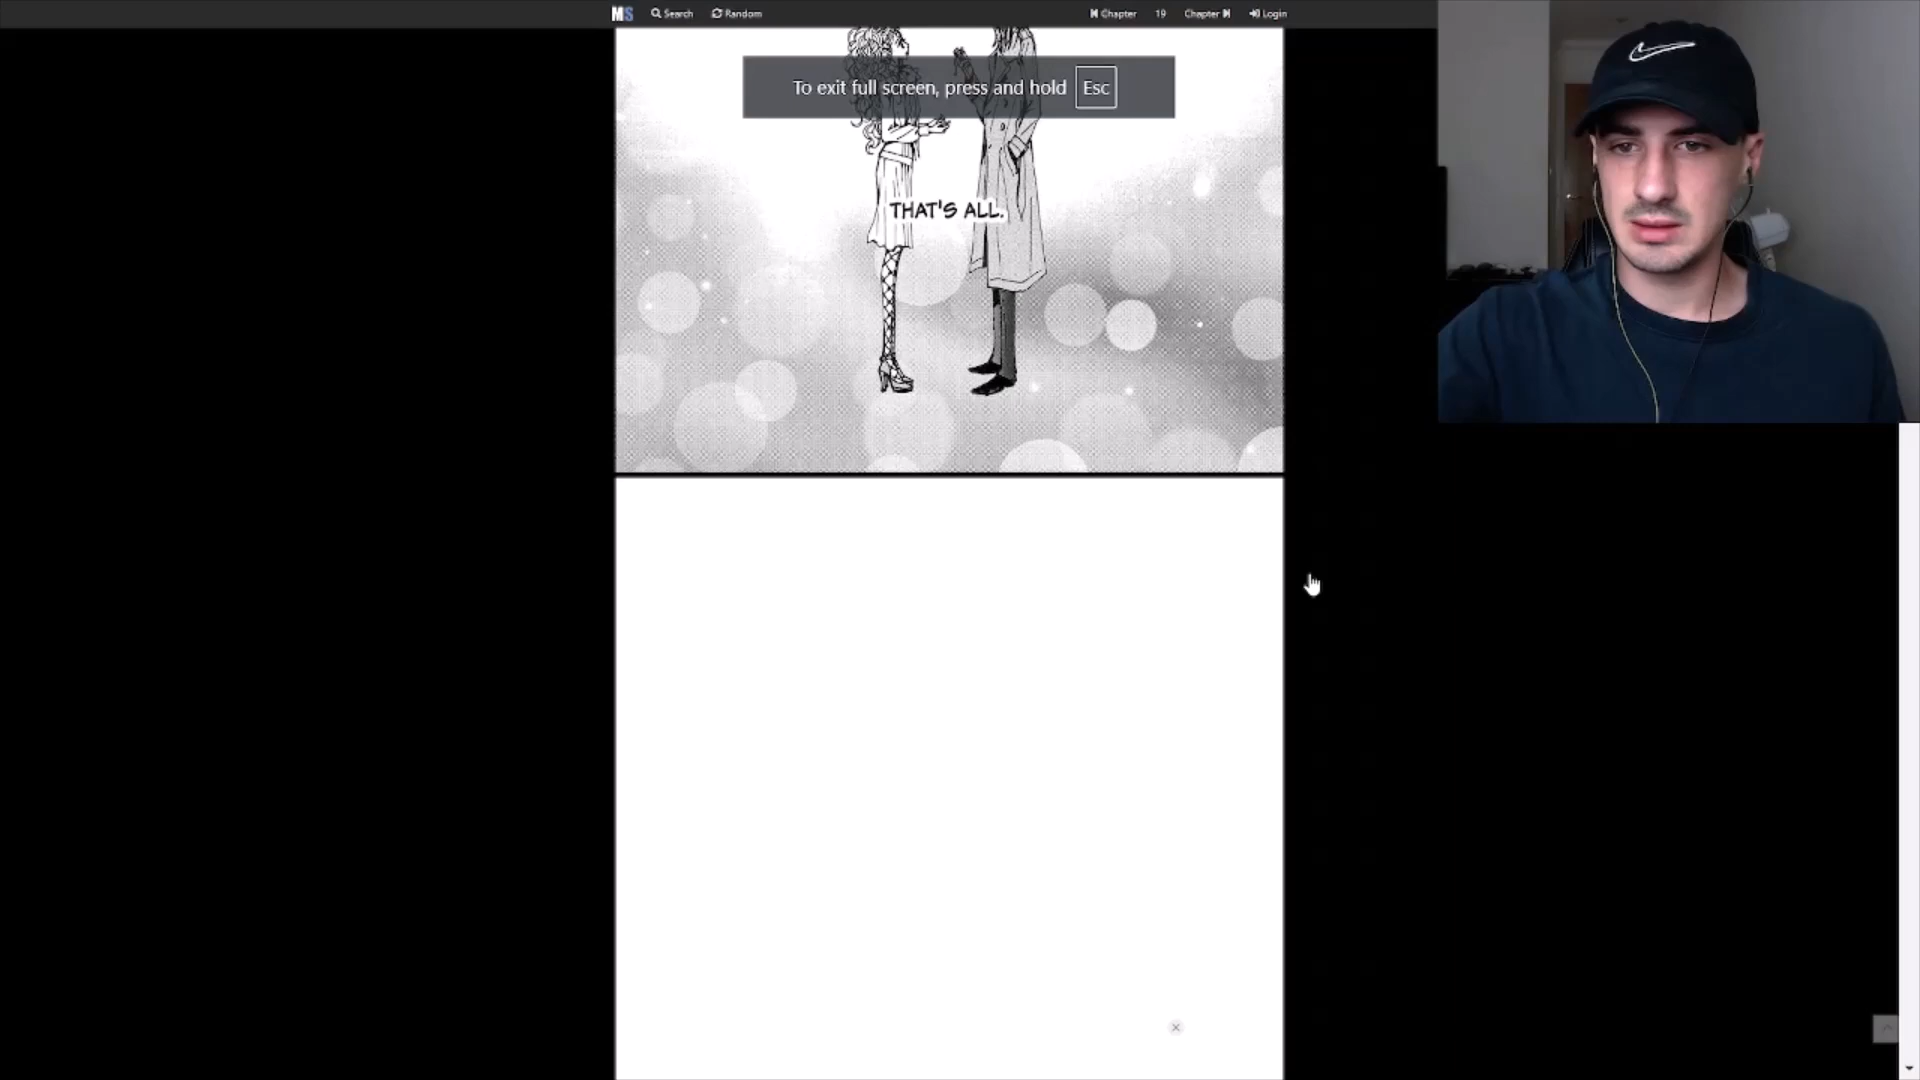 MS Search Random Chapter 19 Chapter Login
To exit full screen, press and hold Esc
THAT'S ALL.